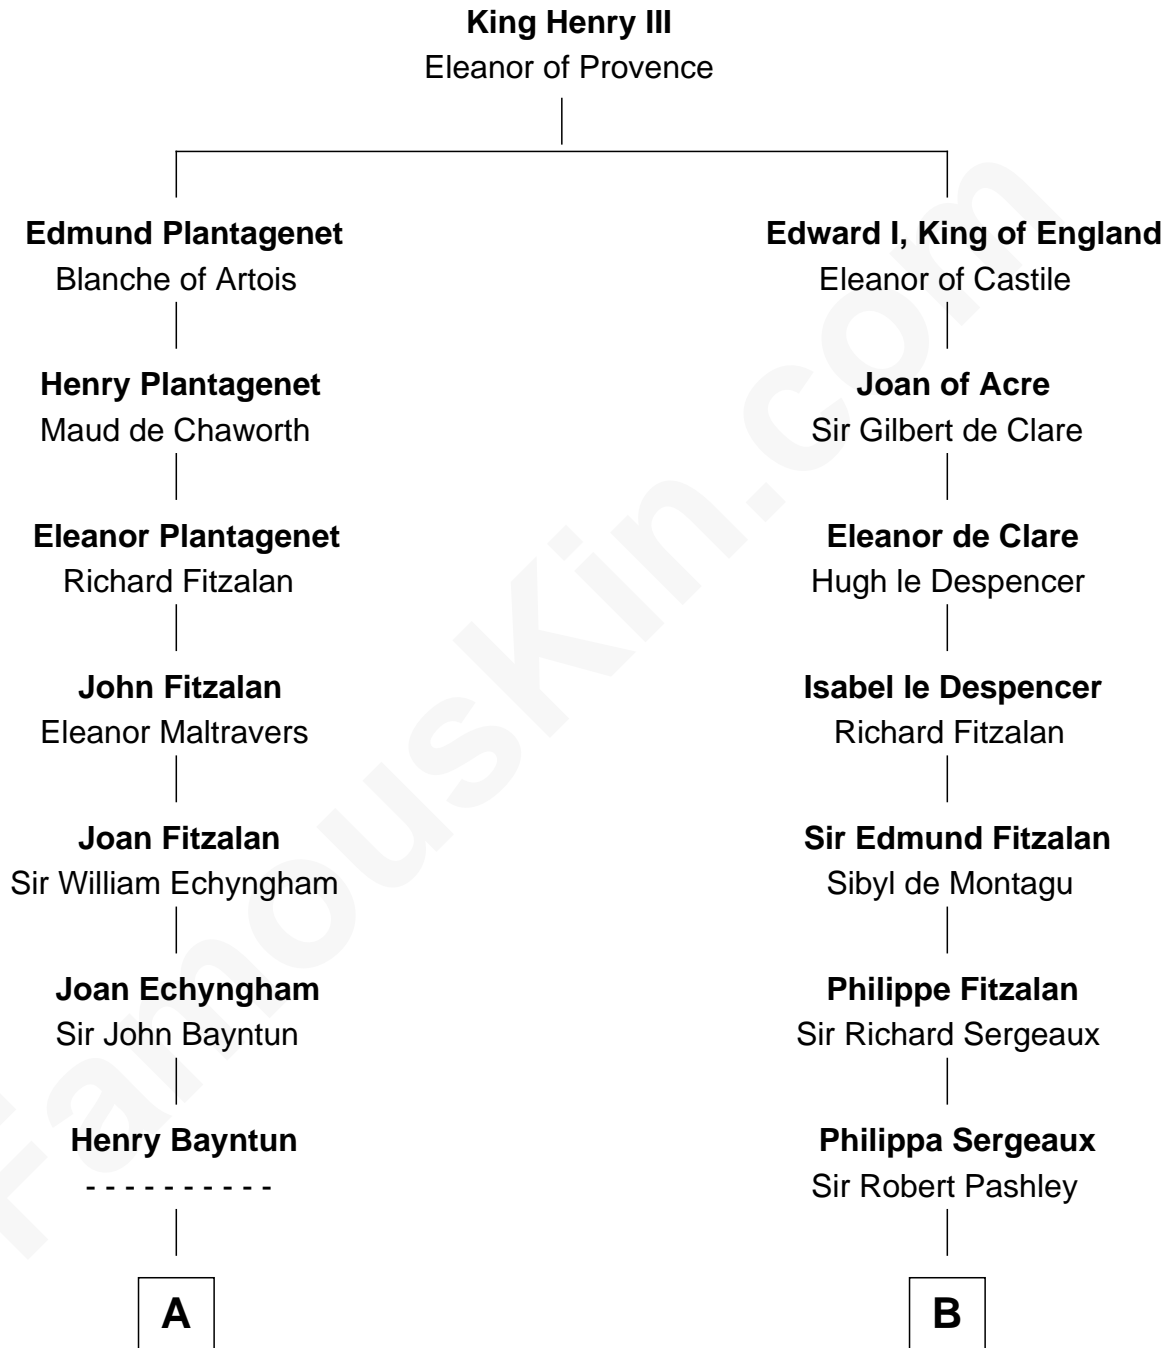 King Henry III
Eleanor of Provence
Edmund Plantagenet
Blanche of Artois
Henry Plantagenet
Maud de Chaworth
Eleanor Plantagenet
Richard Fitzalan
John Fitzalan
Eleanor Maltravers
Joan Fitzalan
Sir William Echyngham
Joan Echyngham
Sir John Bayntun
Henry Bayntun
- - - - - - - - - -
A
Edward I, King of England
Eleanor of Castile
Joan of Acre
Sir Gilbert de Clare
Eleanor de Clare
Hugh le Despencer
Isabel le Despencer
Richard Fitzalan
Sir Edmund Fitzalan
Sibyl de Montagu
Philippe Fitzalan
Sir Richard Sergeaux
Philippa Sergeaux
Sir Robert Pashley
B
FamousKin.com